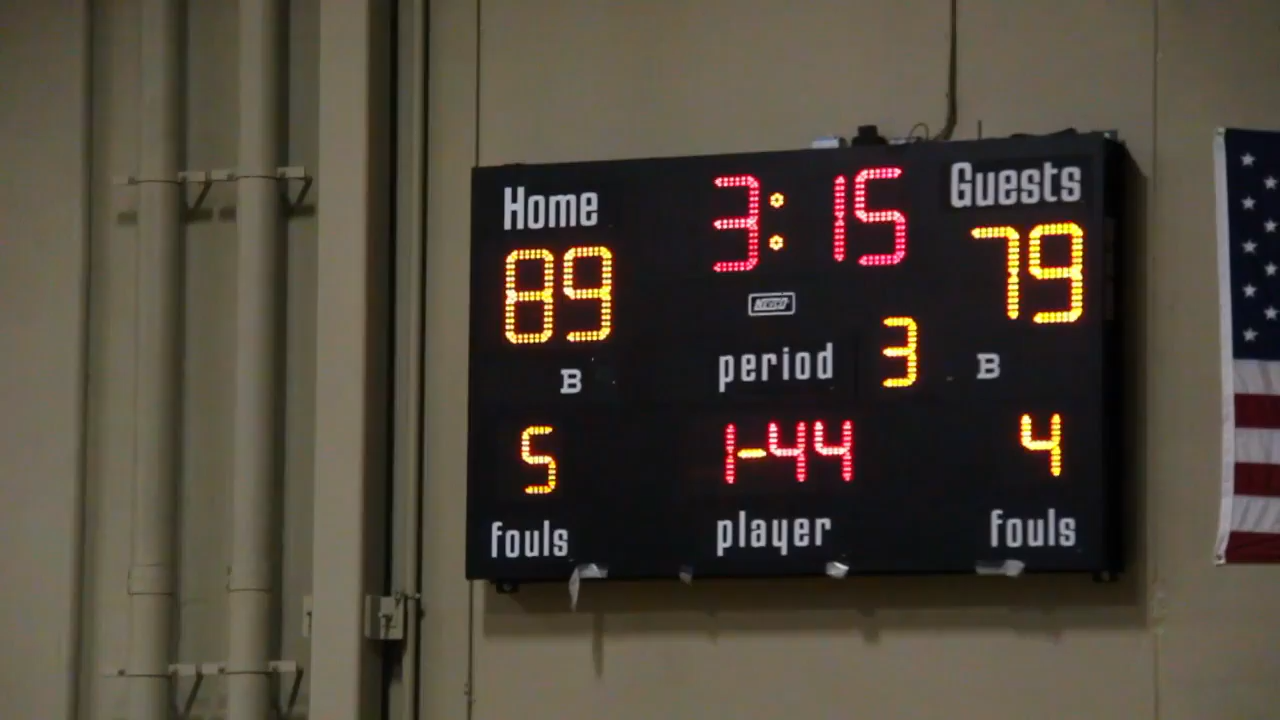 Home 3:15 Guests
89 79
period 3
B B
5 1-44 4
fouls player fouls